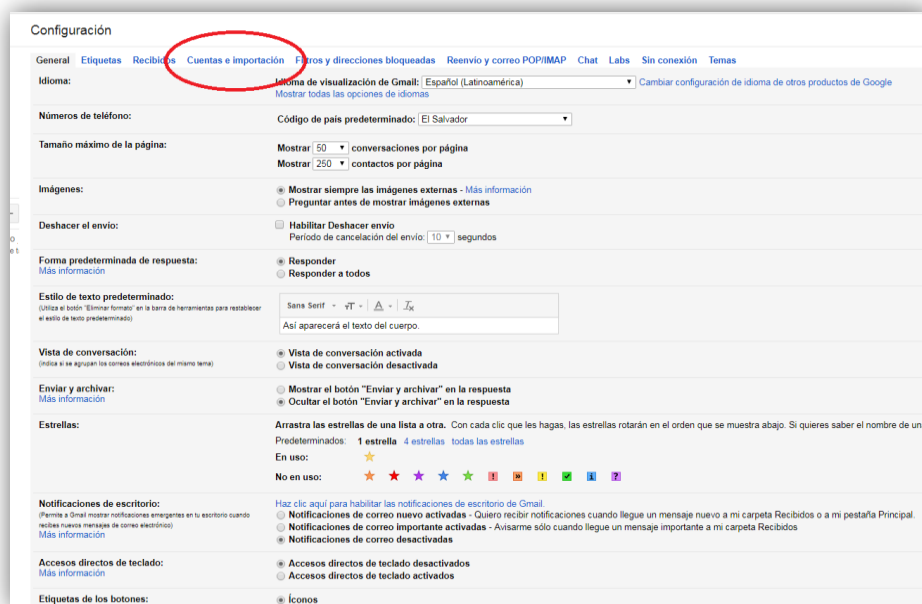 Configuración
General Etiquetas Recibidos Cuentas e importación Filtros y direcciones bloqueadas Reenvío y correo POP/IMAP Chat Labs Sin conexión Temas
Idioma: Idioma de visualización de Gmail: Español (Latinoamérica) Cambiar configuración de idioma de otros productos de Google
Mostrar todas las opciones de idiomas
Números de teléfono: Código de país predeterminado: El Salvador
Tamaño máximo de la página: Mostrar 50 conversaciones por página
Mostrar 250 contactos por página
Imágenes: Mostrar siempre las imágenes externas - Más información
Preguntar antes de mostrar imágenes externas
Deshacer el envío: Habilitar Deshacer envío
Período de cancelación del envío: 10 segundos
Forma predeterminada de respuesta: Responder
Más información Responder a todos
Estilo de texto predeterminado:
(Utiliza el botón "Eliminar formato" en la barra de herramientas para restablecer
el estilo de texto predeterminado)
Sans Serif
Así aparecerá el texto del cuerpo.
Vista de conversación: Vista de conversación activada
(indica si se agrupan los correos electrónicos del mismo tema) Vista de conversación desactivada
Enviar y archivar: Mostrar el botón "Enviar y archivar" en la respuesta
Más información Ocultar el botón "Enviar y archivar" en la respuesta
Estrellas: Arrastra las estrellas de una lista a otra. Con cada clic que les hagas, las estrellas rotarán en el orden que se muestra abajo. Si quieres saber el nombre de un
Predeterminados: 1 estrella 4 estrellas todas las estrellas
En uso:
No en uso:
Notificaciones de escritorio: Haz clic aquí para habilitar las notificaciones de escritorio de Gmail.
(Permite a Gmail mostrar notificaciones emergentes en tu escritorio cuando Notificaciones de correo nuevo activadas - Quiero recibir notificaciones cuando llegue un mensaje nuevo a mi carpeta Recibidos o a mi pestaña Principal.
recibes nuevos mensajes de correo electrónico) Notificaciones de correo importante activadas - Avisarme sólo cuando llegue un mensaje importante a mi carpeta Recibidos
Más información Notificaciones de correo desactivadas
Accesos directos de teclado: Accesos directos de teclado desactivados
Más información Accesos directos de teclado activados
Etiquetas de los botones: Íconos